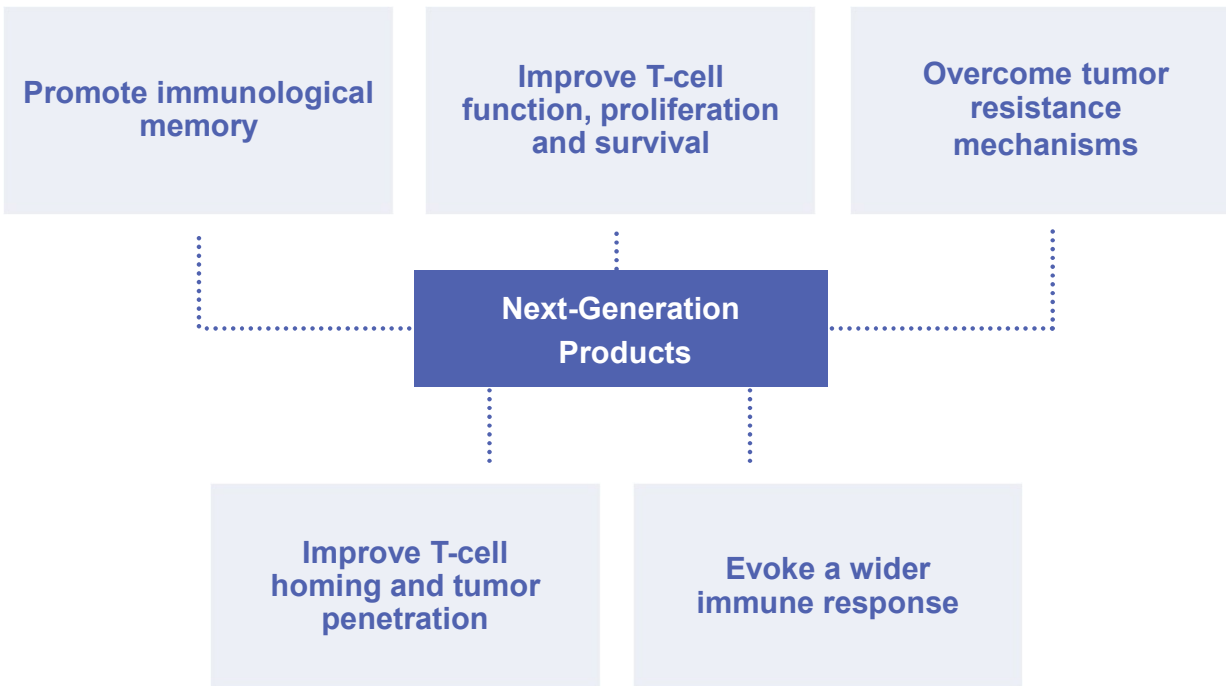 Promote immunological
memory
Improve T-cell
function, proliferation
and survival
Overcome tumor
resistance
mechanisms
Next-Generation
Products
Improve T-cell
homing and tumor
penetration
Evoke a wider
immune response